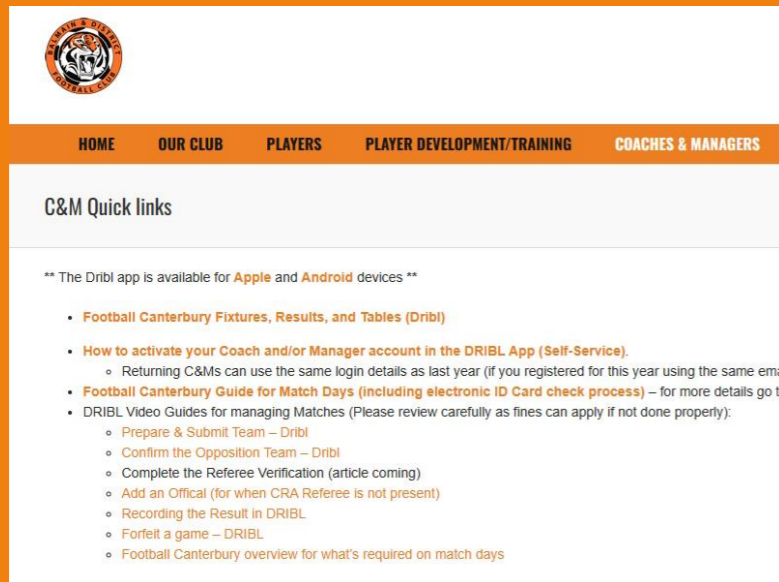 BALMAIN & DISTRICT
FOOTBALL CLUB
HOME OUR CLUB PLAYERS PLAYER DEVELOPMENT/TRAINING COACHES & MANAGERS
C&M Quick links
** The Dribl app is available for Apple and Android devices **
• Football Canterbury Fixtures, Results, and Tables (Dribl)
• How to activate your Coach and/or Manager account in the DRIBL App (Self-Service).
◦ Returning C&Ms can use the same login details as last year (if you registered for this year using the same ema
• Football Canterbury Guide for Match Days (including electronic ID Card check process) – for more details go t
• DRIBL Video Guides for managing Matches (Please review carefully as fines can apply if not done properly):
◦ Prepare & Submit Team – Dribl
◦ Confirm the Opposition Team – Dribl
◦ Complete the Referee Verification (article coming)
◦ Add an Offical (for when CRA Referee is not present)
◦ Recording the Result in DRIBL
◦ Forfeit a game – DRIBL
◦ Football Canterbury overview for what's required on match days